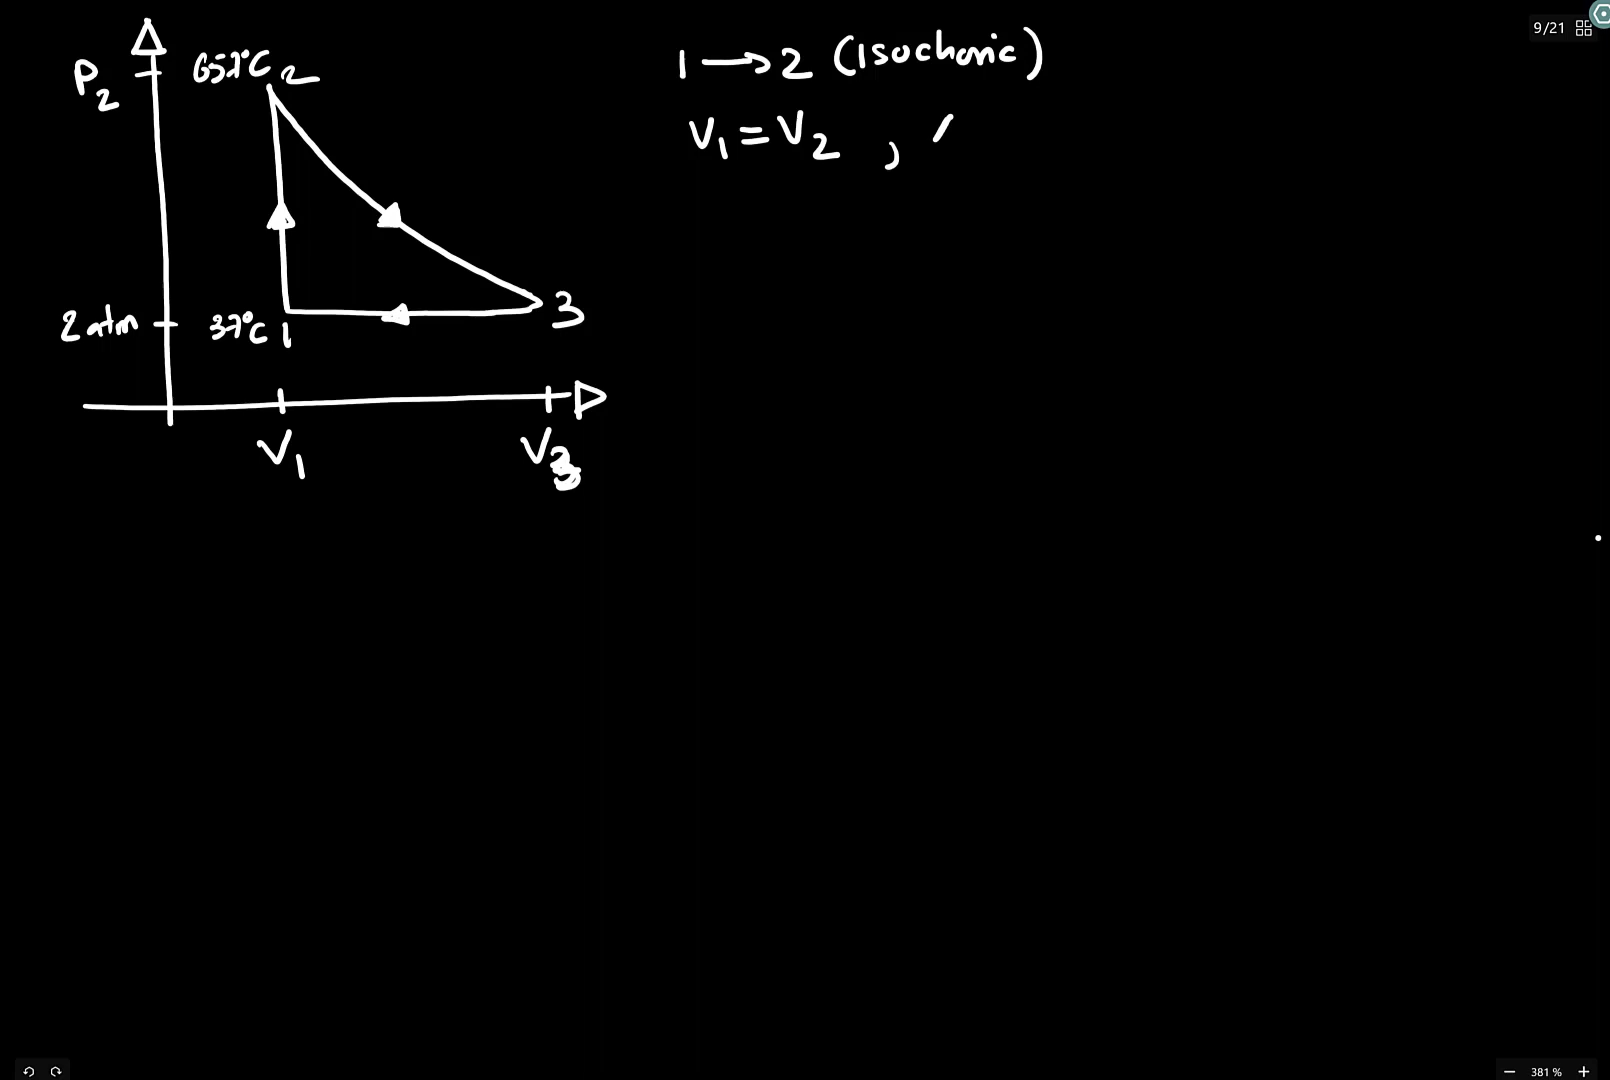 9/21
P2
657°C 2
1 → 2 (Isochoric)
V1 = V2 ,
2 atm
37°C 1
3
V1
V3
381 %